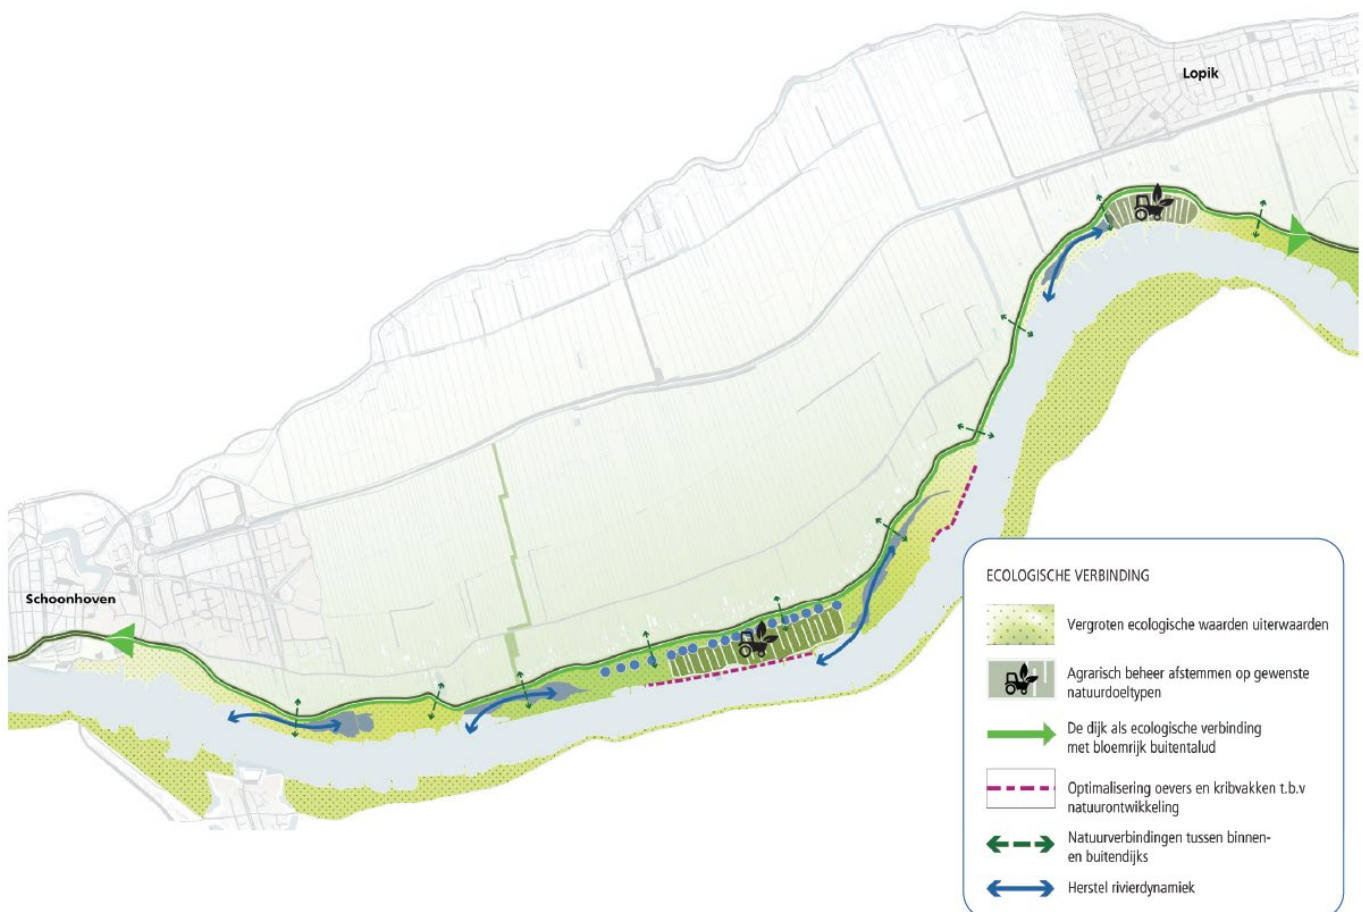 Lopik
Schoonhoven
ECOLOGISCHE VERBINDING
Vergroten ecologische waarden uiterwaarden
Agrarisch beheer afstemmen op gewenste
natuurdoeltypen
De dijk als ecologische verbinding
met bloemrijk buitentalud
Optimalisering oevers en kribvakken t.b.v
natuurontwikkeling
Natuurverbindingen tussen binnen-
en buitendijks
Herstel rivierdynamiek